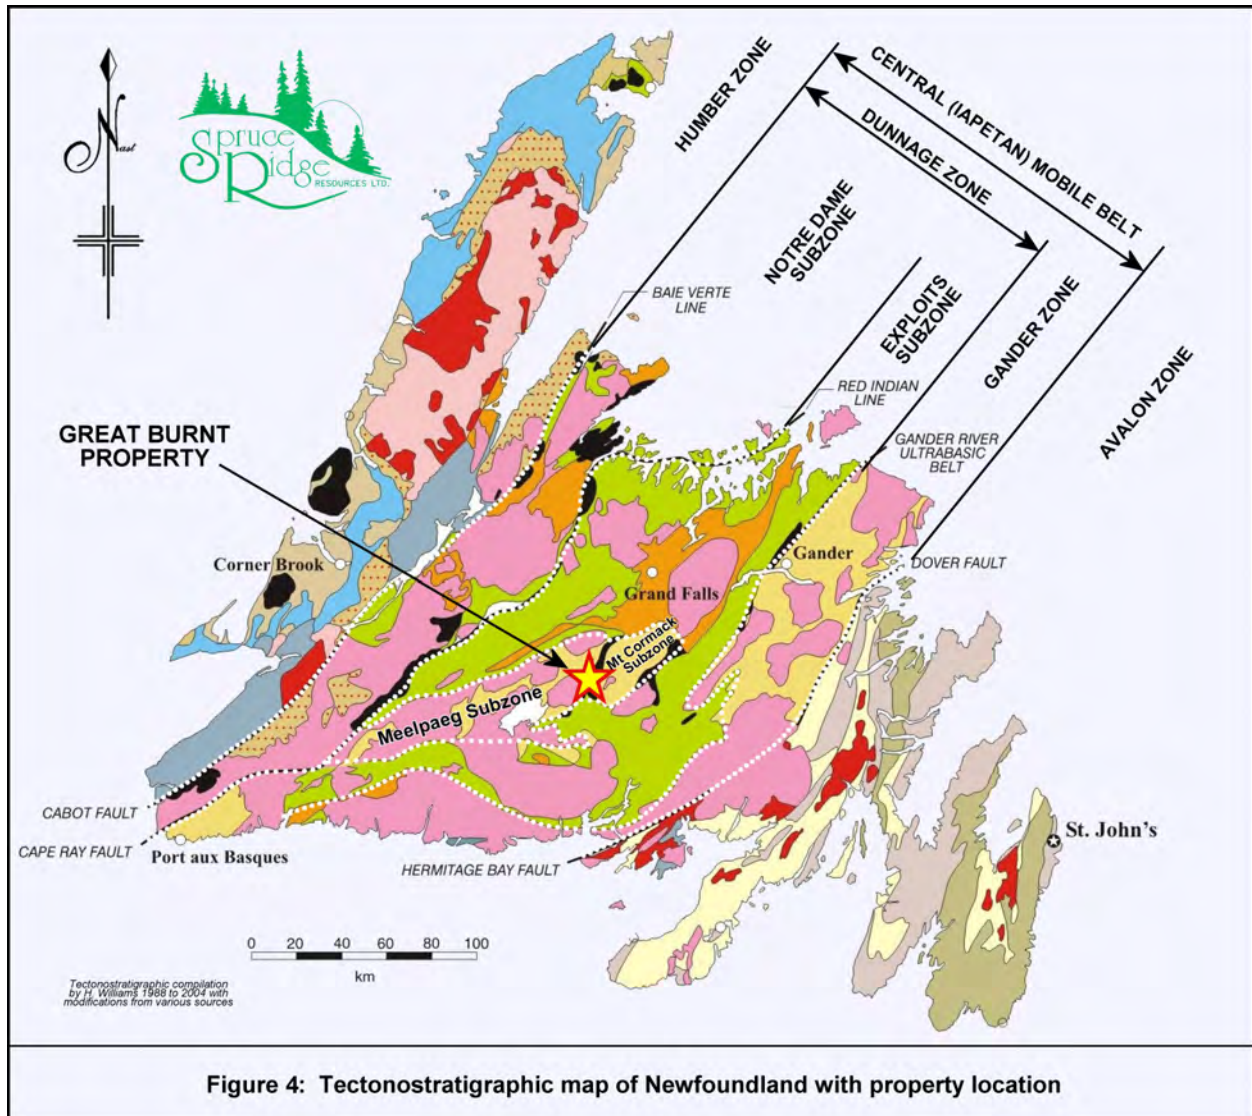 Nast
Spruce
Ridge
RESOURCES LTD.
HUMBER ZONE
CENTRAL (IAPETAN) MOBILE BELT
DUNNAGE ZONE
NOTRE DAME
SUBZONE
EXPLOITS
SUBZONE
GANDER ZONE
AVALON ZONE
BAIE VERTE
LINE
RED INDIAN
LINE
GANDER RIVER
ULTRABASIC
BELT
GREAT BURNT
PROPERTY
Corner Brook
Gander
DOVER FAULT
Grand Falls
Mt Cormack
Subzone
Meelpaeg Subzone
CABOT FAULT
CAPE RAY FAULT
Port aux Basques
HERMITAGE BAY FAULT
St. John's
0 20 40 60 80 100
km
Tectonostratigraphic compilation
by H. Williams 1988 to 2004 with
modifications from various sources
Figure 4: Tectonostratigraphic map of Newfoundland with property location